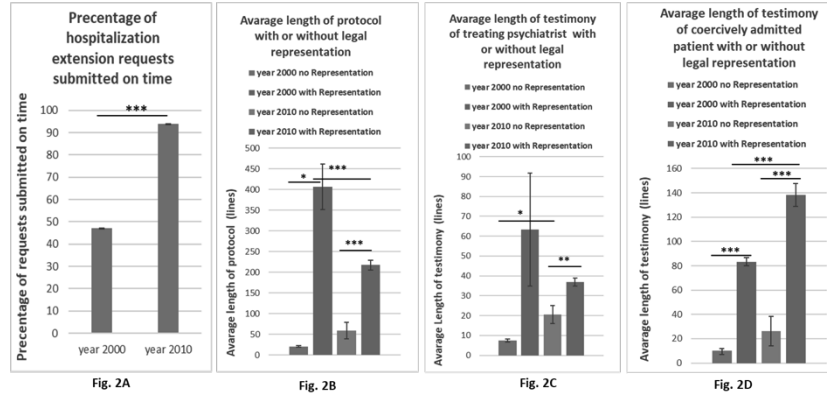 Precentage of
hospitalization
extension requests
submitted on time
Precentage of requests submitted on time
100
90
80
70
60
50
40
30
20
10
0
***
year 2000
year 2010
Fig. 2A
Avarage length of protocol
with or without legal
representation
year 2000 no Representation
year 2000 with Representation
year 2010 no Representation
year 2010 with Representation
Avarage length of protocol (lines)
500
450
400
350
300
250
200
150
100
50
0
*
***
***
Fig. 2B
Avarage length of testimony
of treating psychiatrist with
or without legal
representation
year 2000 no Representation
year 2000 with Representation
year 2010 no Representation
year 2010 with Representation
Avarage Length of testimony (lines)
100
90
80
70
60
50
40
30
20
10
0
*
**
Fig. 2C
Avarage length of testimony
of coercively admitted
patient with or without
legal representation
year 2000 no Representation
year 2000 with Representation
year 2010 no Representation
year 2010 with Representation
Avarage length of testimony (lines)
160
140
120
100
80
60
40
20
0
***
***
***
Fig. 2D